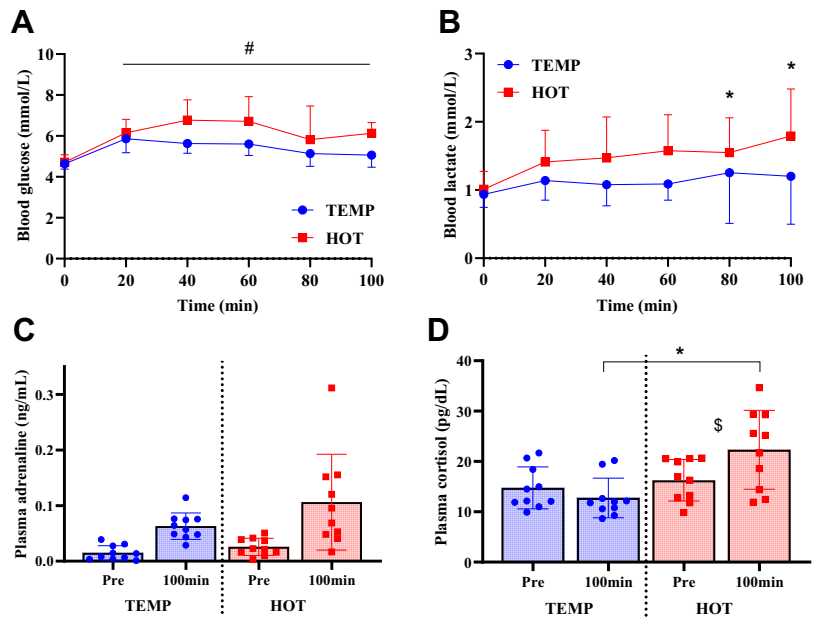 A
#
Blood glucose (mmol/L)
10
8
6
4
2
0
TEMP
HOT
0 20 40 60 80 100
Time (min)
B
Blood lactate (mmol/L)
3
2
1
0
TEMP
HOT
*
*
0 20 40 60 80 100
Time (min)
C
Plasma adrenaline (ng/mL)
0.3
0.2
0.1
0.0
Pre 100min Pre 100min
TEMP HOT
D
Plasma cortisol (pg/dL)
40
30
20
10
0
*
$
Pre 100min Pre 100min
TEMP HOT